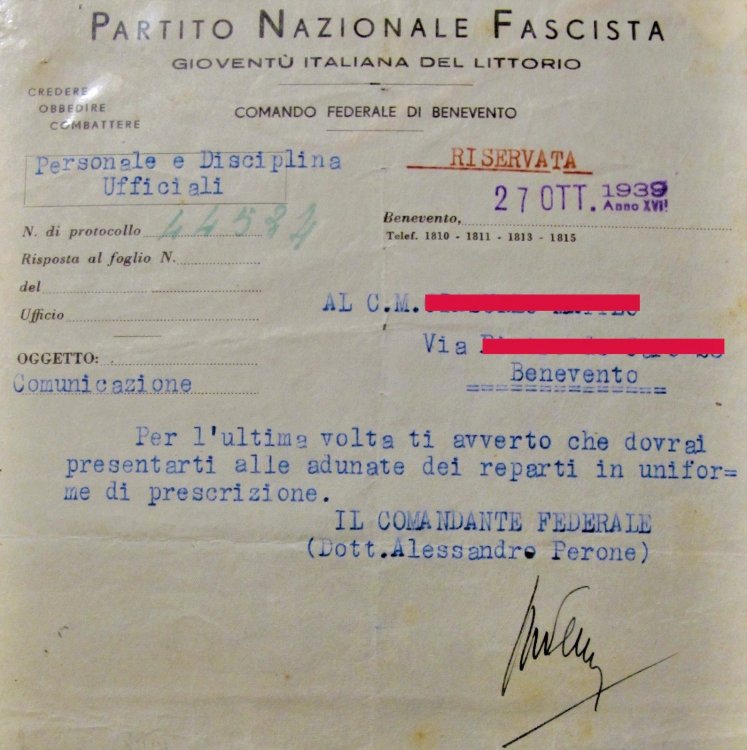 PARTITO NAZIONALE FASCISTA
GIOVENTÙ ITALIANA DEL LITTORIO
CREDERE
OBBEDIRE
COMBATTERE
COMANDO FEDERALE DI BENEVENTO
Personale e Disciplina
Ufficiali
RISERVATA
27 OTT. 1939
Anno XVII
Benevento,
Telef. 1810 - 1811 - 1813 - 1815
N. di protocollo 44584
Risposta al foglio N.
del
Ufficio
AL C.M.
Via
Benevento
OGGETTO:
Comunicazione
Per l'ultima volta ti avverto che dovrai
presentarti alle adunate dei reparti in unifor=
me di prescrizione.
IL COMANDANTE FEDERALE
(Dott.Alessandro Perone)